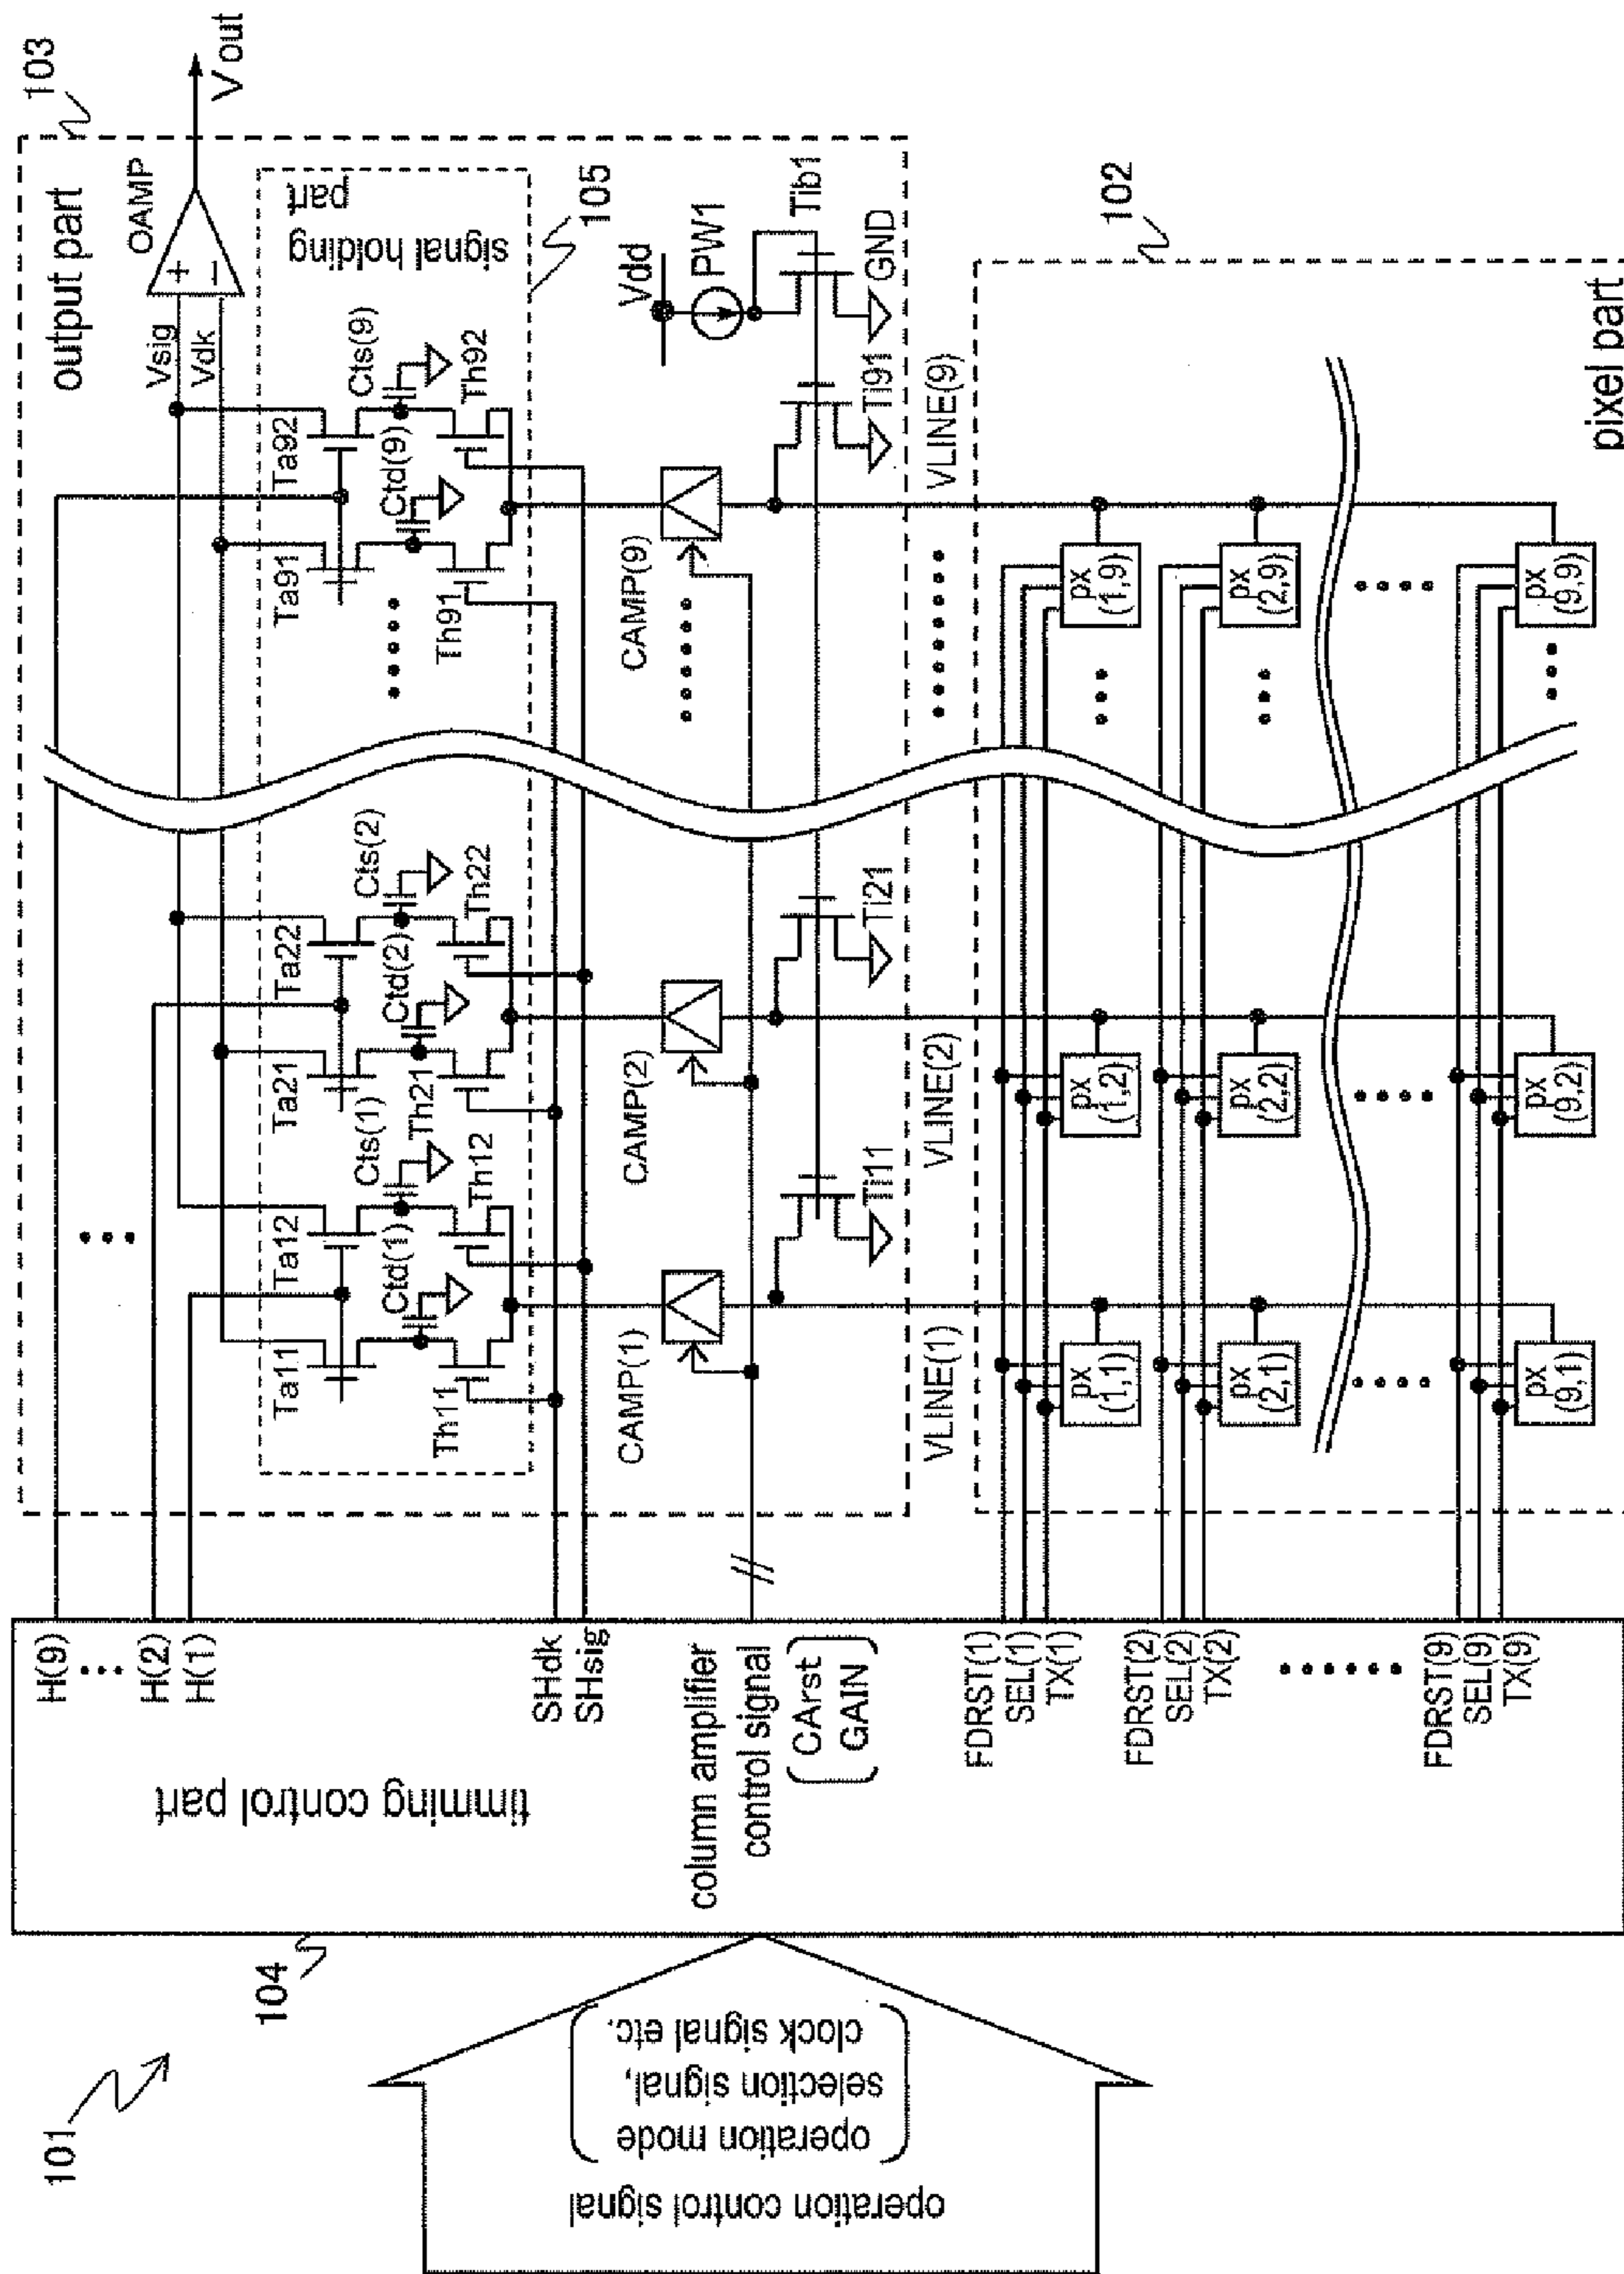 101
104
operation control signal
operation mode
selection signal,
clock signal etc.
timming control part
H(9)
H(2)
H(1)
SHdk
SHsig
column amplifier
control signal
CArst
GAIN
FDRST(1)
SEL(1)
TX(1)
FDRST(2)
SEL(2)
TX(2)
FDRST(9)
SEL(9)
TX(9)
output part
103
OAMP
+
−
Vout
Vsig
Vdk
signal holding
part
105
Ta11
Ta12
Ta21
Ta22
Ta91
Ta92
Ctd(1)
Cts(1)
Ctd(2)
Cts(2)
Ctd(9)
Cts(9)
Th11
Th12
Th21
Th22
Th91
Th92
CAMP(1)
CAMP(2)
CAMP(9)
Vdd
PW1
Tib1
Ti11
Ti21
Ti91
GND
VLINE(1)
VLINE(2)
VLINE(9)
102
px
(1,1)
px
(1,2)
px
(1,9)
px
(2,1)
px
(2,2)
px
(2,9)
px
(9,1)
px
(9,2)
px
(9,9)
pixel part